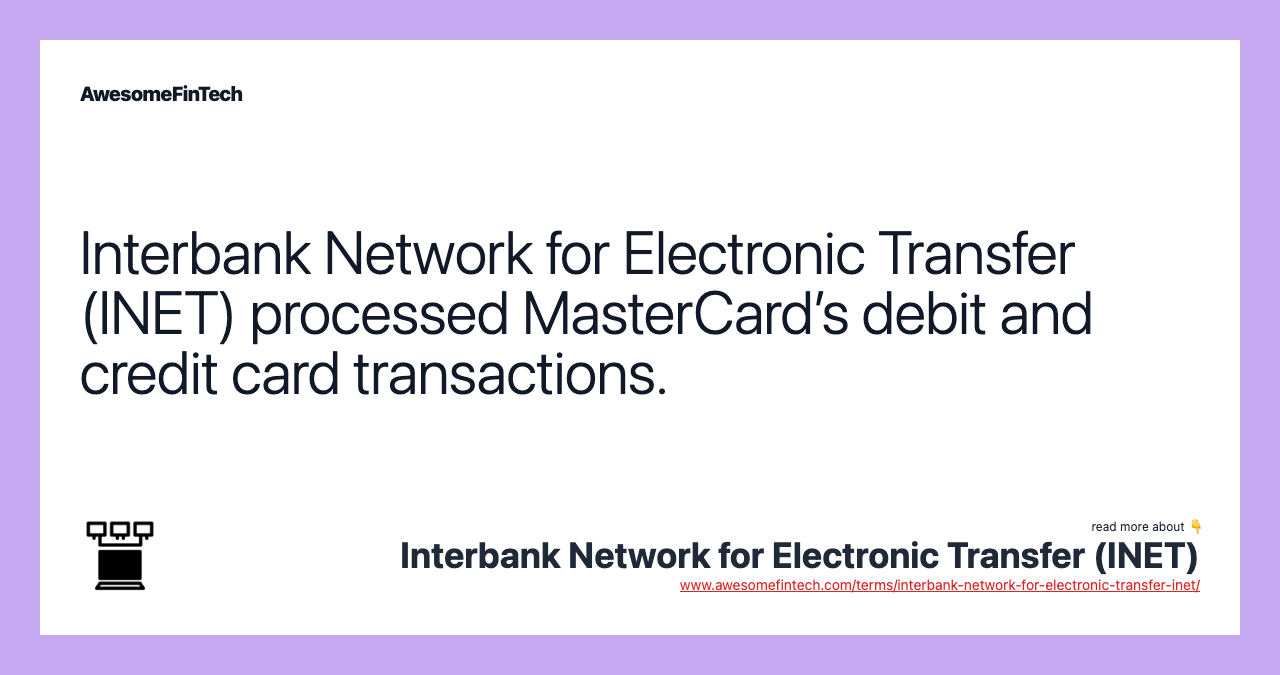 AwesomeFinTech
Interbank Network for Electronic Transfer
(INET) processed MasterCard’s debit and
credit card transactions.
read more about 👇
Interbank Network for Electronic Transfer (INET)
www.awesomefintech.com/terms/interbank-network-for-electronic-transfer-inet/